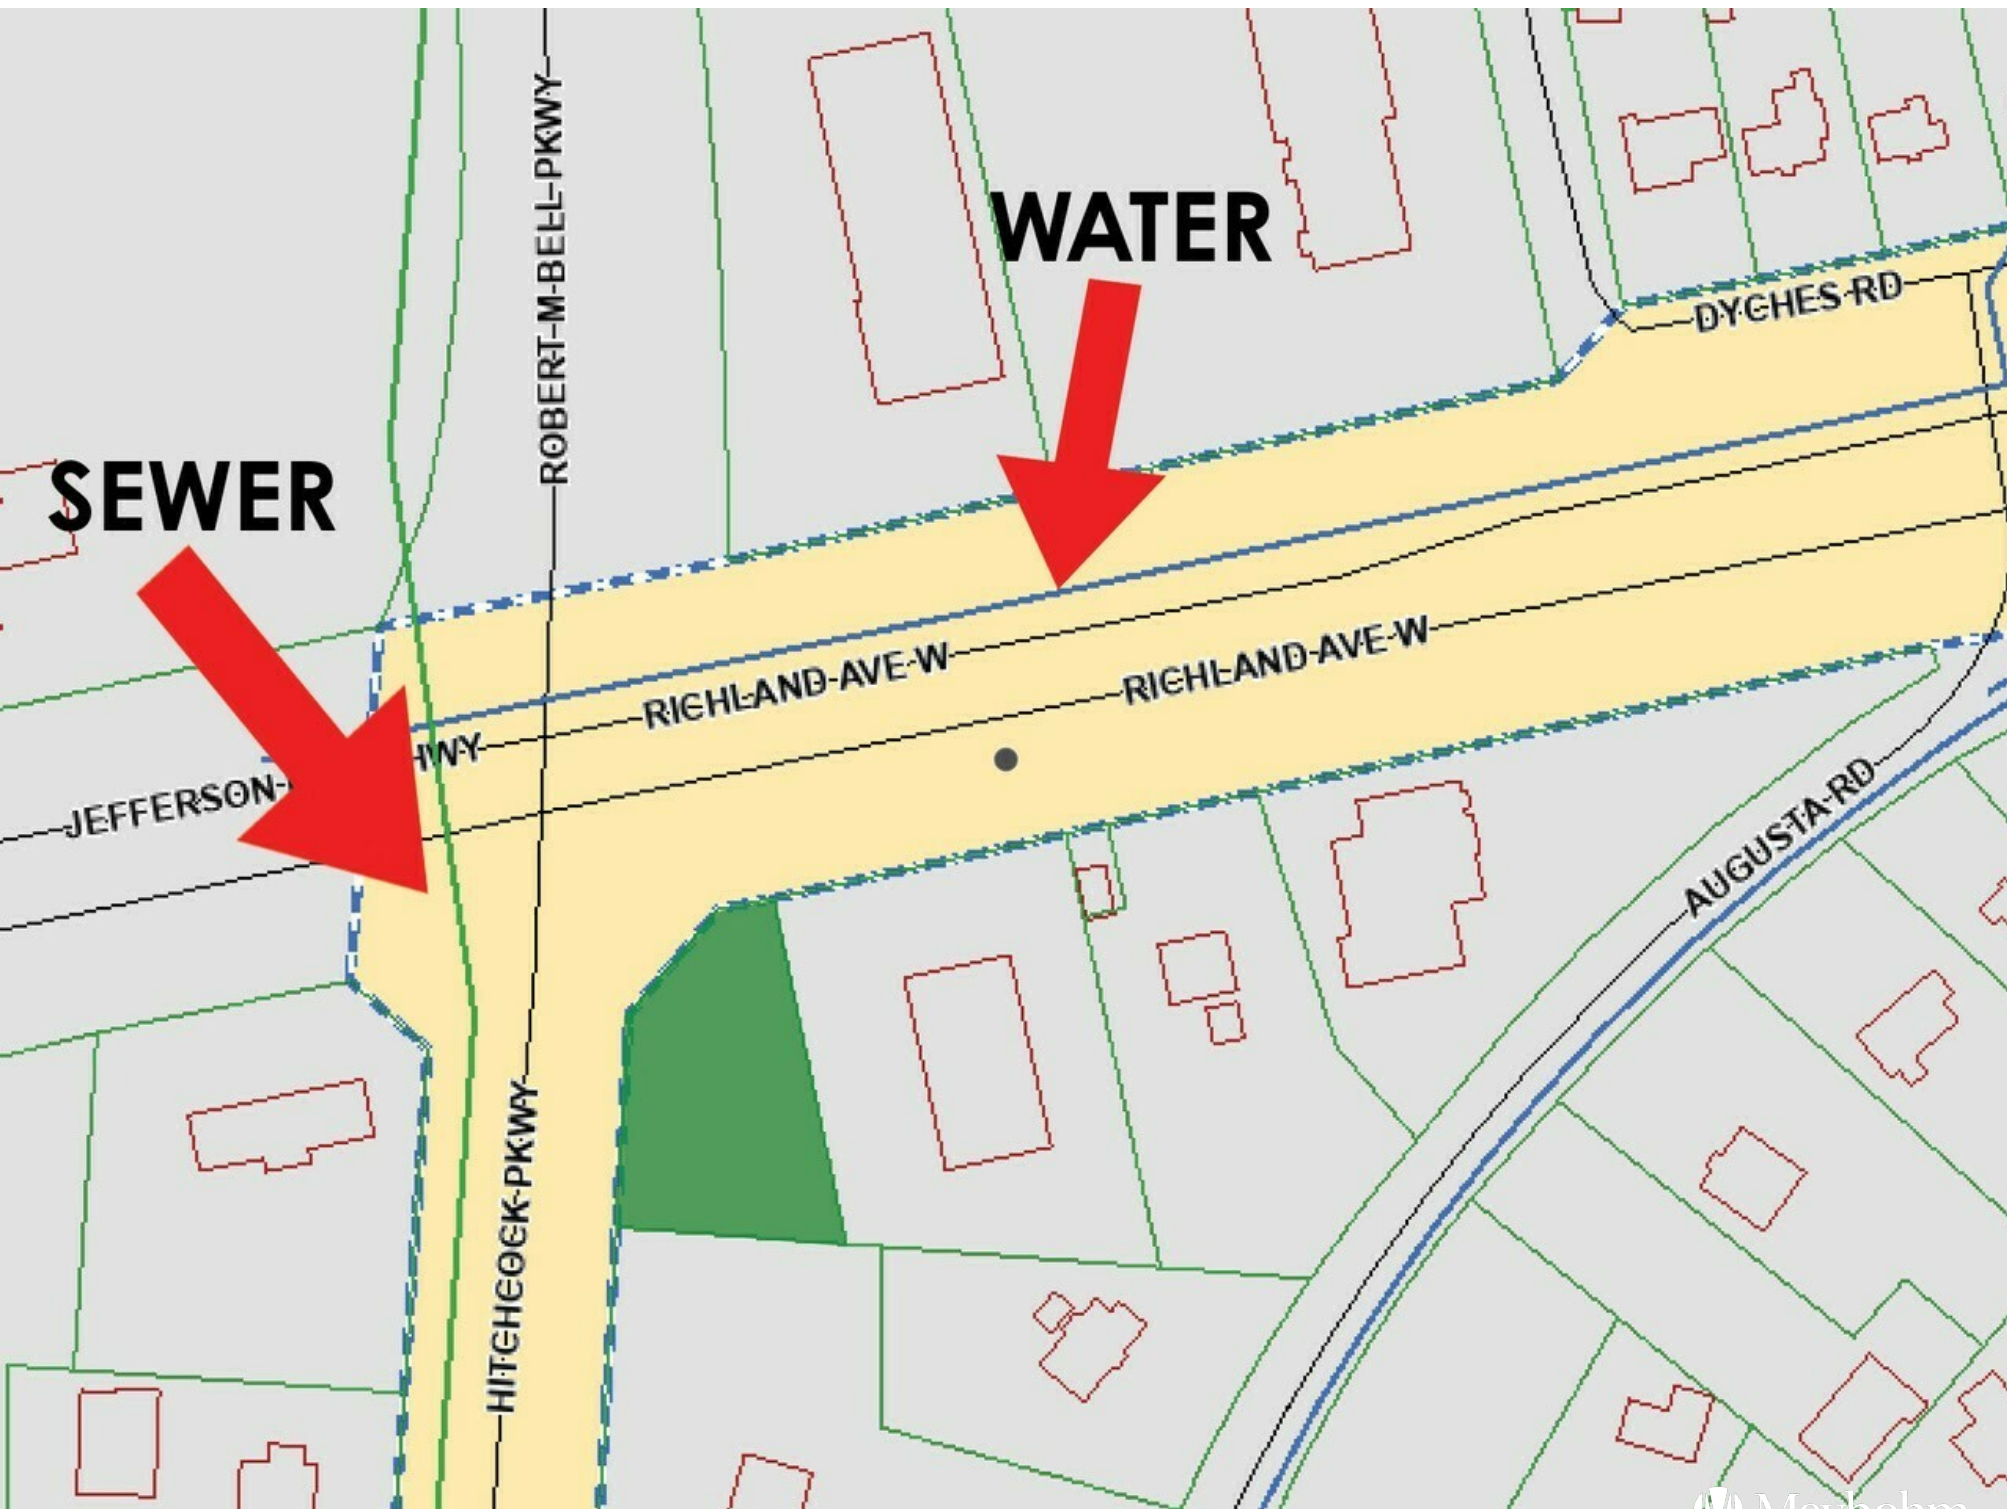 ROBERT-M-BELL-PKWY
WATER
DYCHES-RD
SEWER
RICHLAND-AVE-W
RICHLAND-AVE-W
HWY
JEFFERSON-
AUGUSTA-RD
HITCHCOCK-PKWY